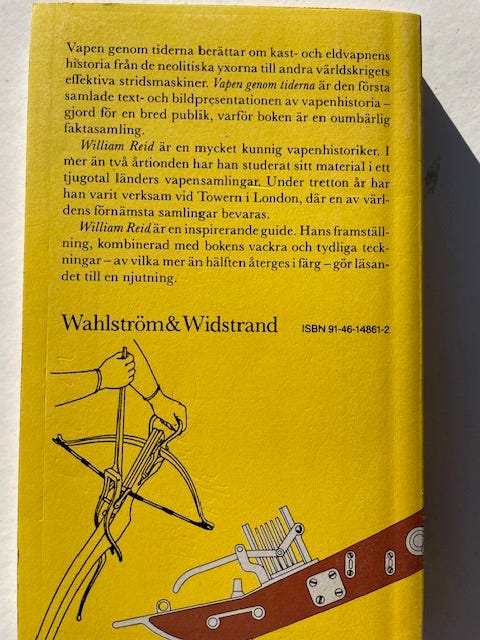 Vapen genom tiderna berättar om kast- och eldvapnens
historia från de neolitiska yxorna till andra världskrigets
effektiva stridsmaskiner. Vapen genom tiderna är den första
samlade text- och bildpresentationen av vapenhistoria –
gjord för en bred publik, varför boken är en oumbärlig
faktasamling.
William Reid är en mycket kunnig vapenhistoriker. I
mer än två årtionden har han studerat sitt material i ett
tjugotal länders vapensamlingar. Under tretton år har
han varit verksam vid Towern i London, där en av värl-
dens förnämsta samlingar bevaras.
William Reid är en inspirerande guide. Hans framställ-
ning, kombinerad med bokens vackra och tydliga teck-
ningar – av vilka mer än hälften återges i färg – gör läsan-
det till en njutning.
Wahlström & Widstrand
ISBN 91-46-14861-2